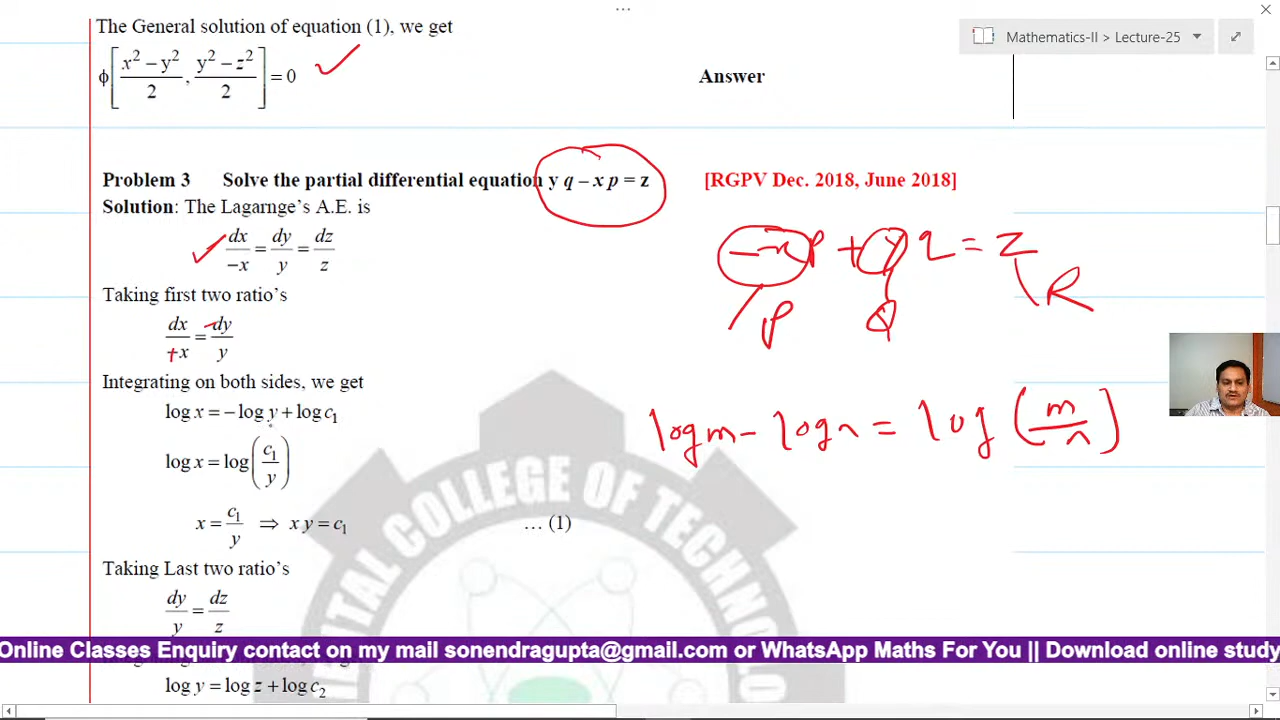 The General solution of equation (1), we get
ϕ[x² – y² / 2 , y² – z² / 2] = 0
Answer
Mathematics-II > Lecture-25
Problem 3 Solve the partial differential equation y q – x p = z [RGPV Dec. 2018, June 2018]
Solution: The Lagarnge's A.E. is
dx/–x = dy/y = dz/z
–xp + yq = z
P Q R
Taking first two ratio's
dx/+x = –dy/y
Integrating on both sides, we get
log x = – log y + log c₁
log m – log n = log (m/n)
log x = log (c₁/y)
x = c₁/y ⇒ x y = c₁ … (1)
Taking Last two ratio's
dy/y = dz/z
Online Classes Enquiry contact on my mail sonendragupta@gmail.com or WhatsApp Maths For You || Download online study
log y = log z + log c₂